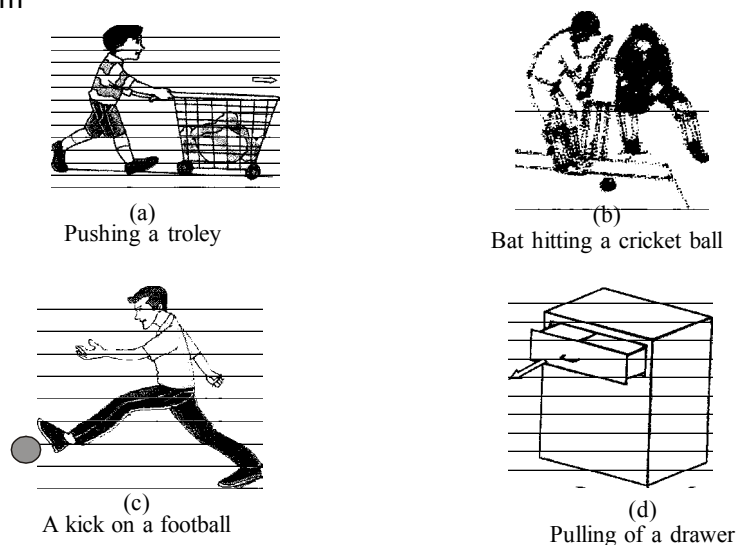 (a)
Pushing a troley
(b)
Bat hitting a cricket ball
(c)
A kick on a football
(d)
Pulling of a drawer